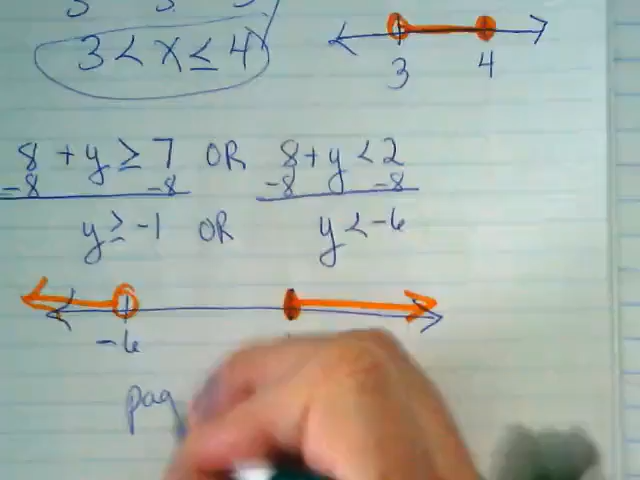 3 < x ≤ 4
3 4
8 + y ≥ 7 OR 8 + y < 2
-8 -8 -8 -8
y ≥ -1 OR y < -6
-6
pag